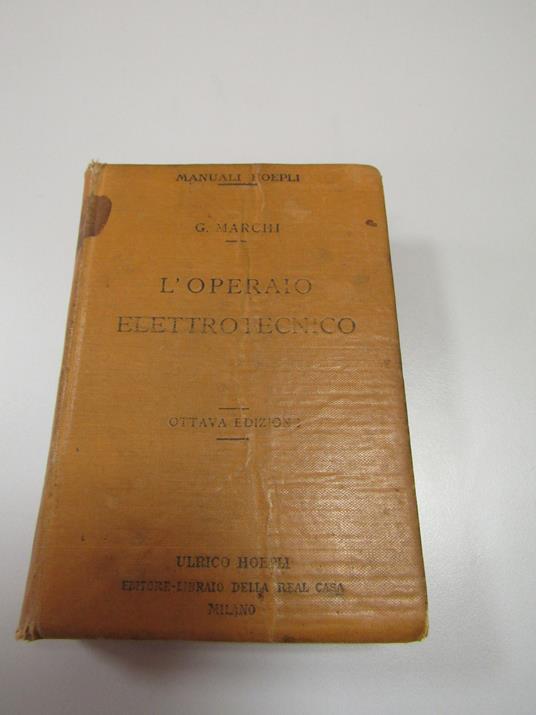 MANUALI HOEPLI
G. MARCHI
L'OPERAIO
ELETTROTECNICO
OTTAVA EDIZIONE
ULRICO HOEPLI
EDITORE-LIBRAIO DELLA REAL CASA
MILANO